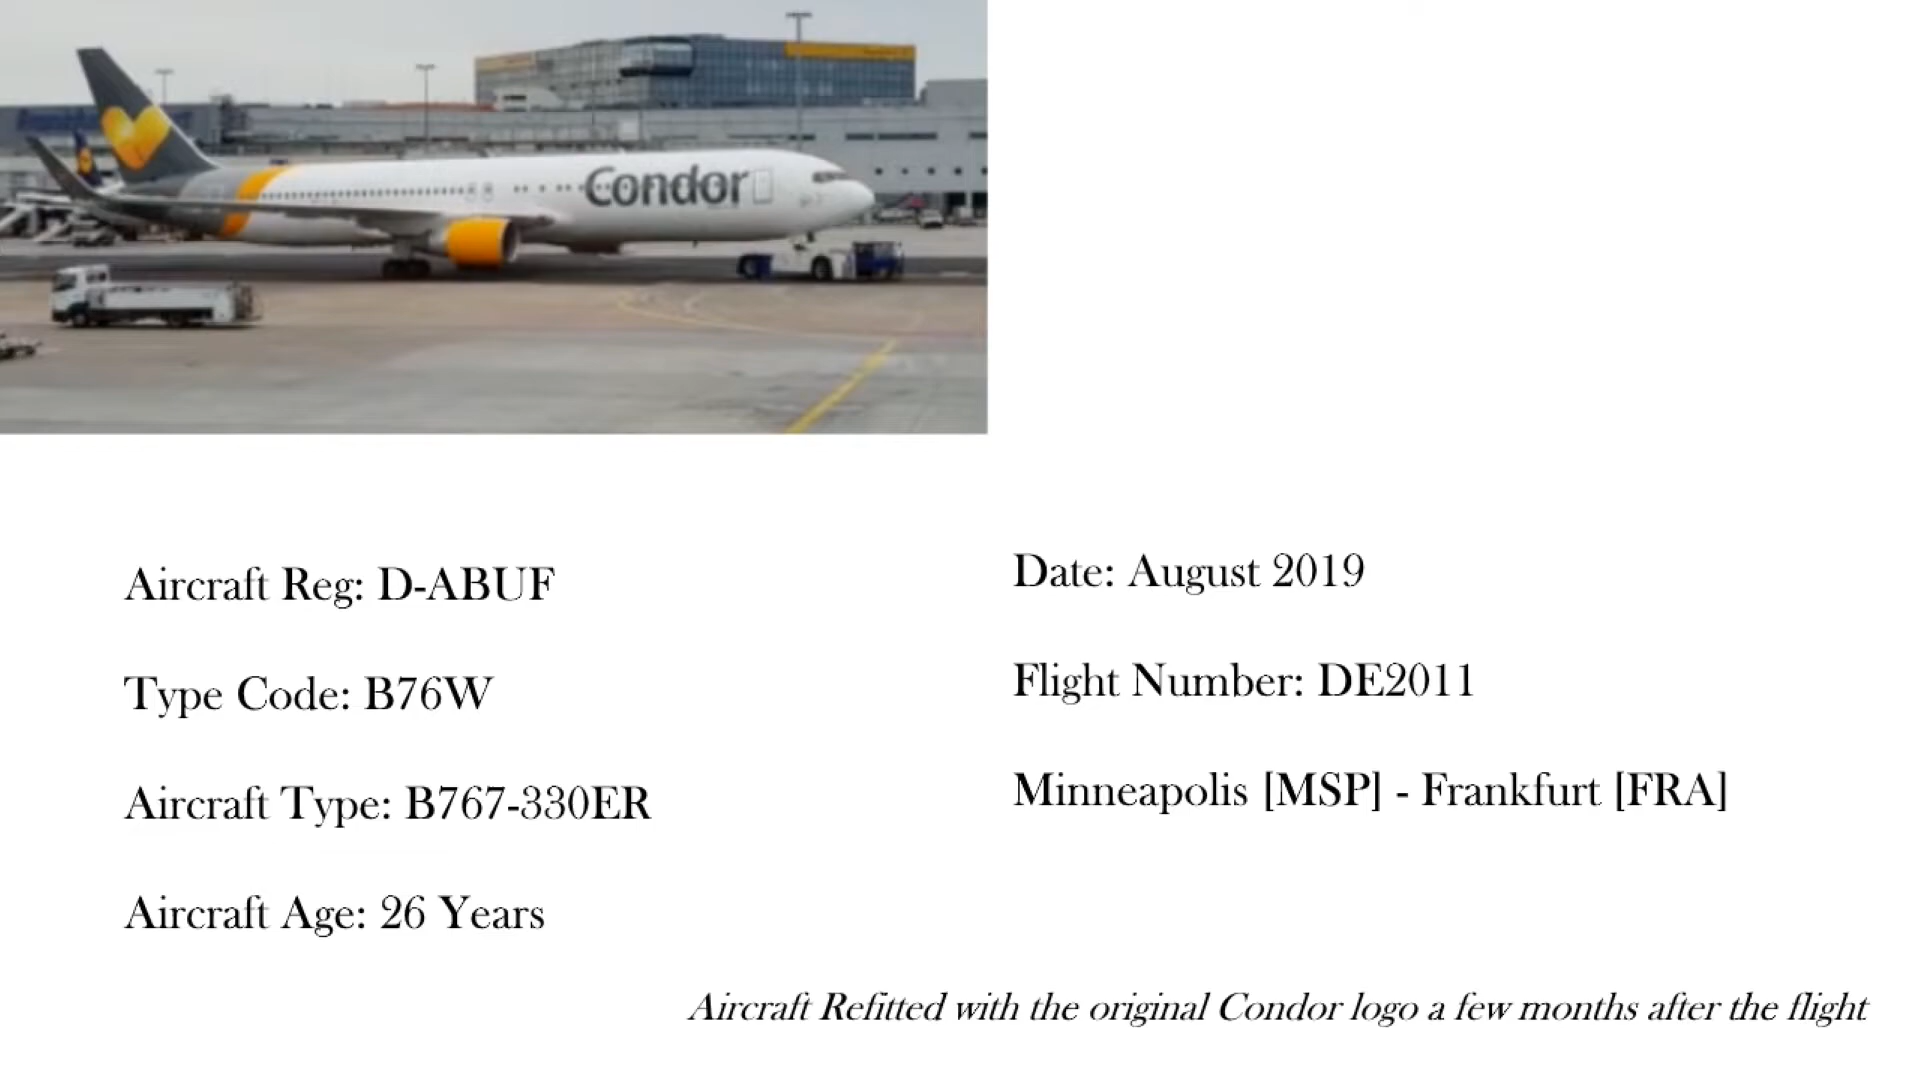 Condor
Aircraft Reg: D-ABUF
Type Code: B76W
Aircraft Type: B767-330ER
Aircraft Age: 26 Years
Date: August 2019
Flight Number: DE2011
Minneapolis [MSP] - Frankfurt [FRA]
Aircraft Refitted with the original Condor logo a few months after the flight